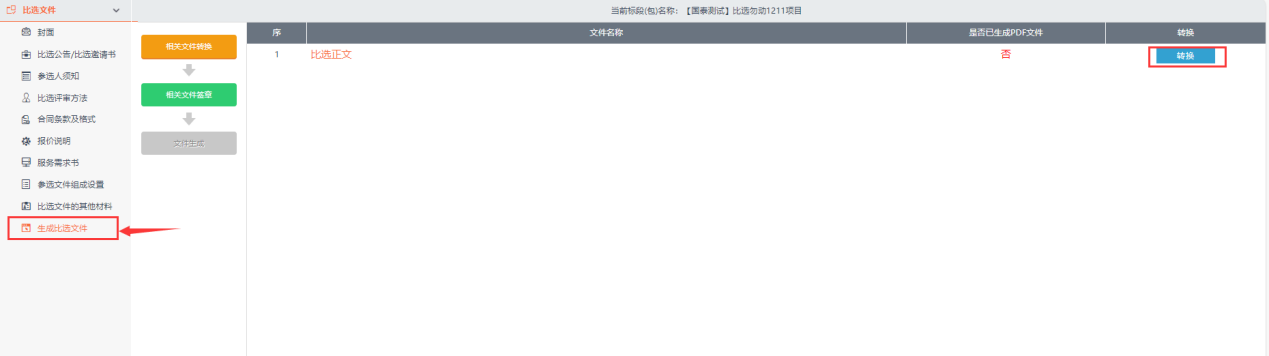 比选文件
当前标段(包)名称：【国泰测试】比选勿动1211项目
封面
比选公告/比选邀请书
参选人须知
比选评审方法
合同条款及格式
报价说明
服务需求书
参选文件组成设置
比选文件的其他材料
生成比选文件
相关文件转换
相关文件签章
文件生成
序 文件名称 是否已生成PDF文件 转换
1 比选正文 否 转换